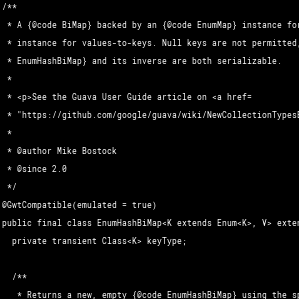 /**
* A {@code BiMap} backed by an {@code EnumMap} instance for
* instance for values-to-keys. Null keys are not permitted,
* EnumHashBiMap} and its inverse are both serializable.
*
* <p>See the Guava User Guide article on <a href=
* "https://github.com/google/guava/wiki/NewCollectionTypesE
*
* @author Mike Bostock
* @since 2.0
*/
@GwtCompatible(emulated = true)
public final class EnumHashBiMap<K extends Enum<K>, V> exten
private transient Class<K> keyType;
/**
* Returns a new, empty {@code EnumHashBiMap} using the sp